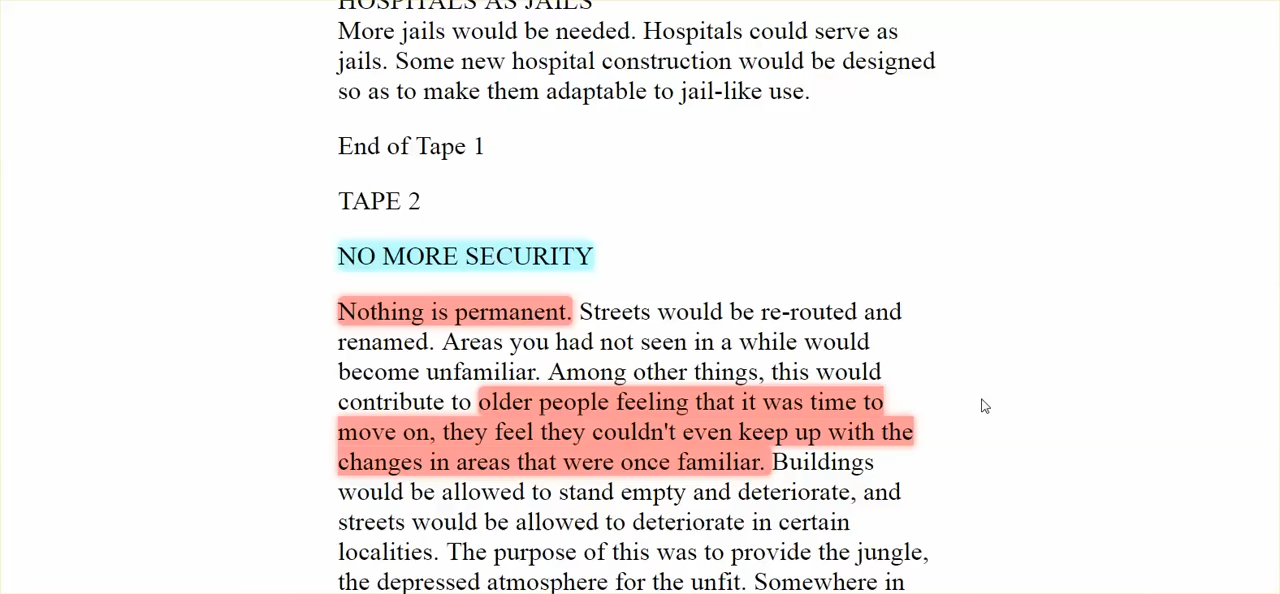 HOSPITALS AS JAILS
More jails would be needed. Hospitals could serve as
jails. Some new hospital construction would be designed
so as to make them adaptable to jail-like use.
End of Tape 1
TAPE 2
NO MORE SECURITY
Nothing is permanent. Streets would be re-routed and
renamed. Areas you had not seen in a while would
become unfamiliar. Among other things, this would
contribute to older people feeling that it was time to
move on, they feel they couldn't even keep up with the
changes in areas that were once familiar. Buildings
would be allowed to stand empty and deteriorate, and
streets would be allowed to deteriorate in certain
localities. The purpose of this was to provide the jungle,
the depressed atmosphere for the unfit. Somewhere in